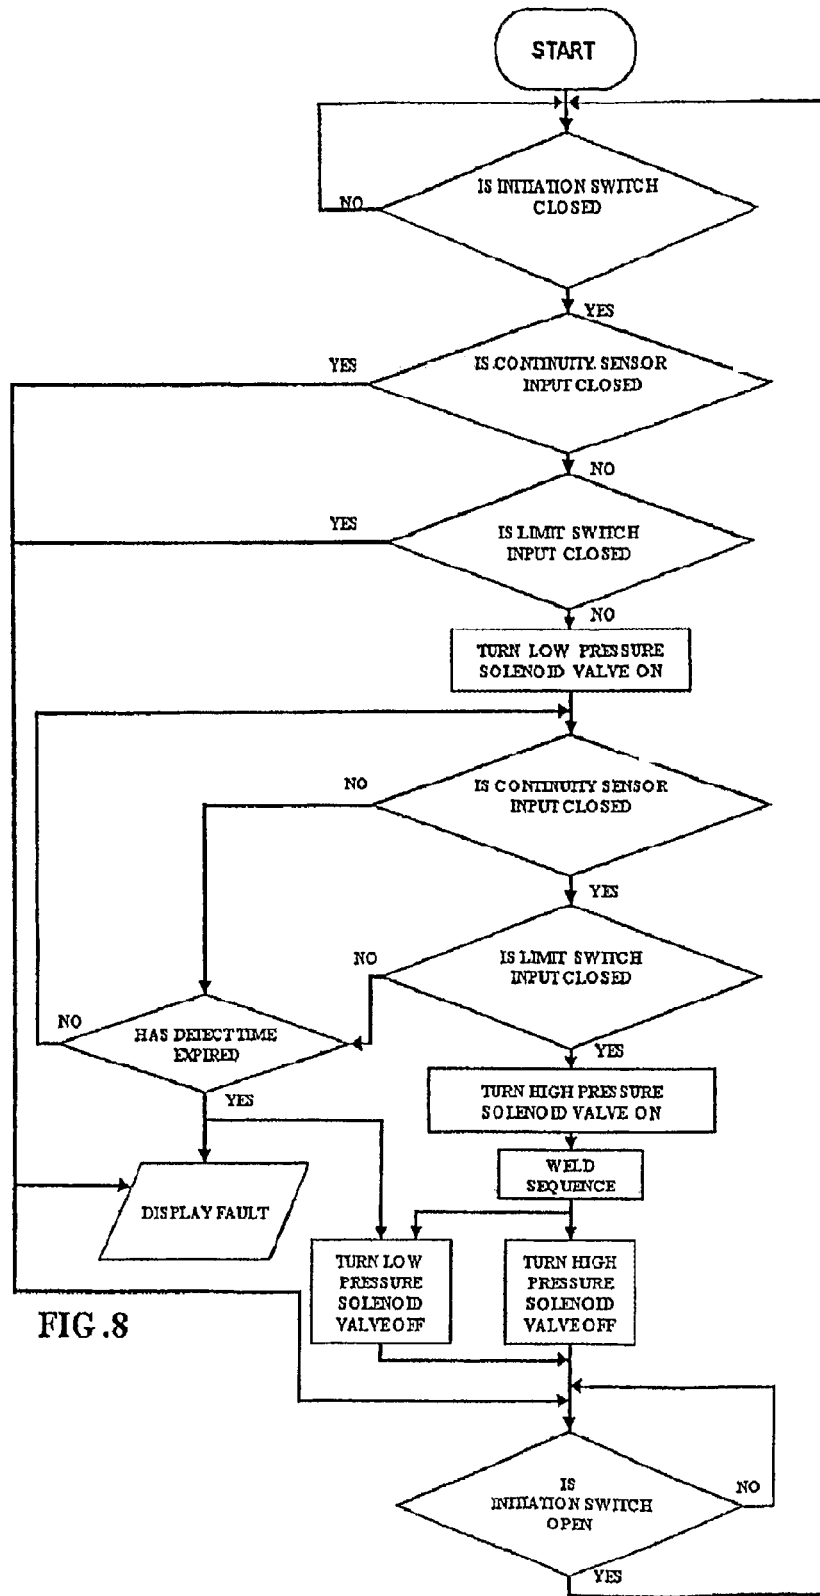 START
IS INITIATION SWITCH
CLOSED
NO
YES
IS CONTINUITY SENSOR
INPUT CLOSED
YES
NO
IS LIMIT SWITCH
INPUT CLOSED
YES
NO
TURN LOW PRESSURE
SOLENOID VALVE ON
IS CONTINUITY SENSOR
INPUT CLOSED
NO
YES
IS LIMIT SWITCH
INPUT CLOSED
NO
NO
HAS DETECT TIME
EXPIRED
YES
YES
TURN HIGH PRESSURE
SOLENOID VALVE ON
WELD
SEQUENCE
DISPLAY FAULT
TURN LOW
PRESSURE
SOLENOID
VALVE OFF
TURN HIGH
PRESSURE
SOLENOID
VALVE OFF
FIG.8
IS
INITIATION SWITCH
OPEN
NO
YES